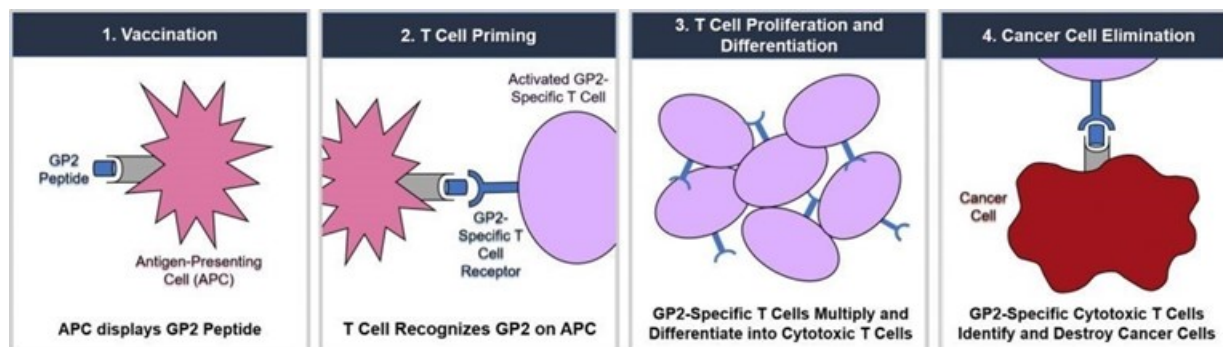 1. Vaccination
GP2
Peptide
Antigen-Presenting
Cell (APC)
APC displays GP2 Peptide
2. T Cell Priming
Activated GP2-
Specific T Cell
GP2-
Specific T
Cell
Receptor
T Cell Recognizes GP2 on APC
3. T Cell Proliferation and
Differentiation
GP2-Specific T Cells Multiply and
Differentiate into Cytotoxic T Cells
4. Cancer Cell Elimination
Cancer
Cell
GP2-Specific Cytotoxic T Cells
Identify and Destroy Cancer Cells